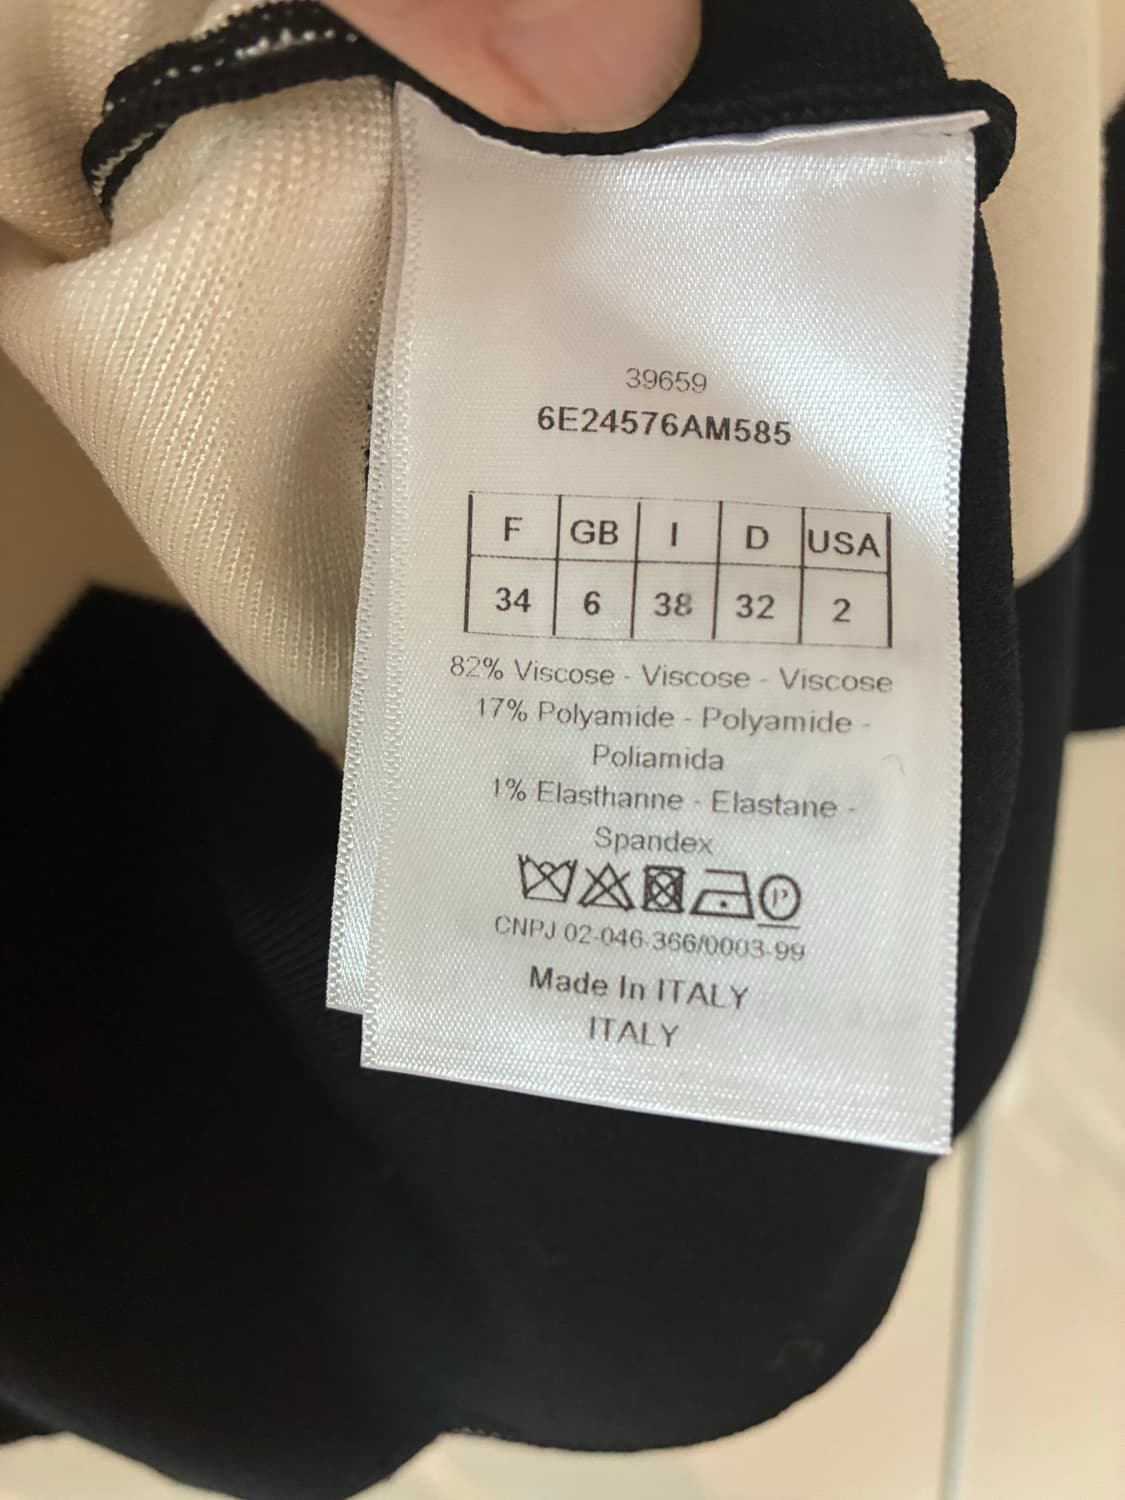 39659
6E24576AM585
F GB I D USA
34 6 38 32 2
82% Viscose - Viscose - Viscose
17% Polyamide - Polyamide -
Poliamida
1% Elasthanne - Elastane -
Spandex
P
CNPJ 02-046-366/0003-99
Made In ITALY
ITALY